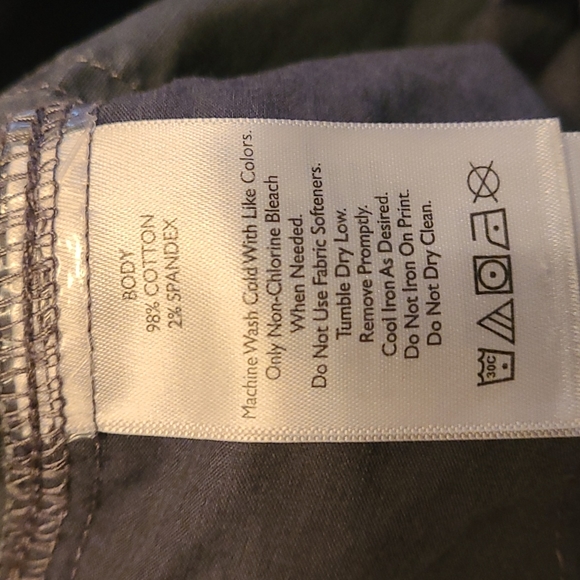 BODY
98% COTTON
2% SPANDEX
Machine Wash Cold With Like Colors.
Only Non-Chlorine Bleach
When Needed.
Do Not Use Fabric Softeners.
Tumble Dry Low.
Remove Promptly.
Cool Iron As Desired.
Do Not Iron On Print.
Do Not Dry Clean.
30C